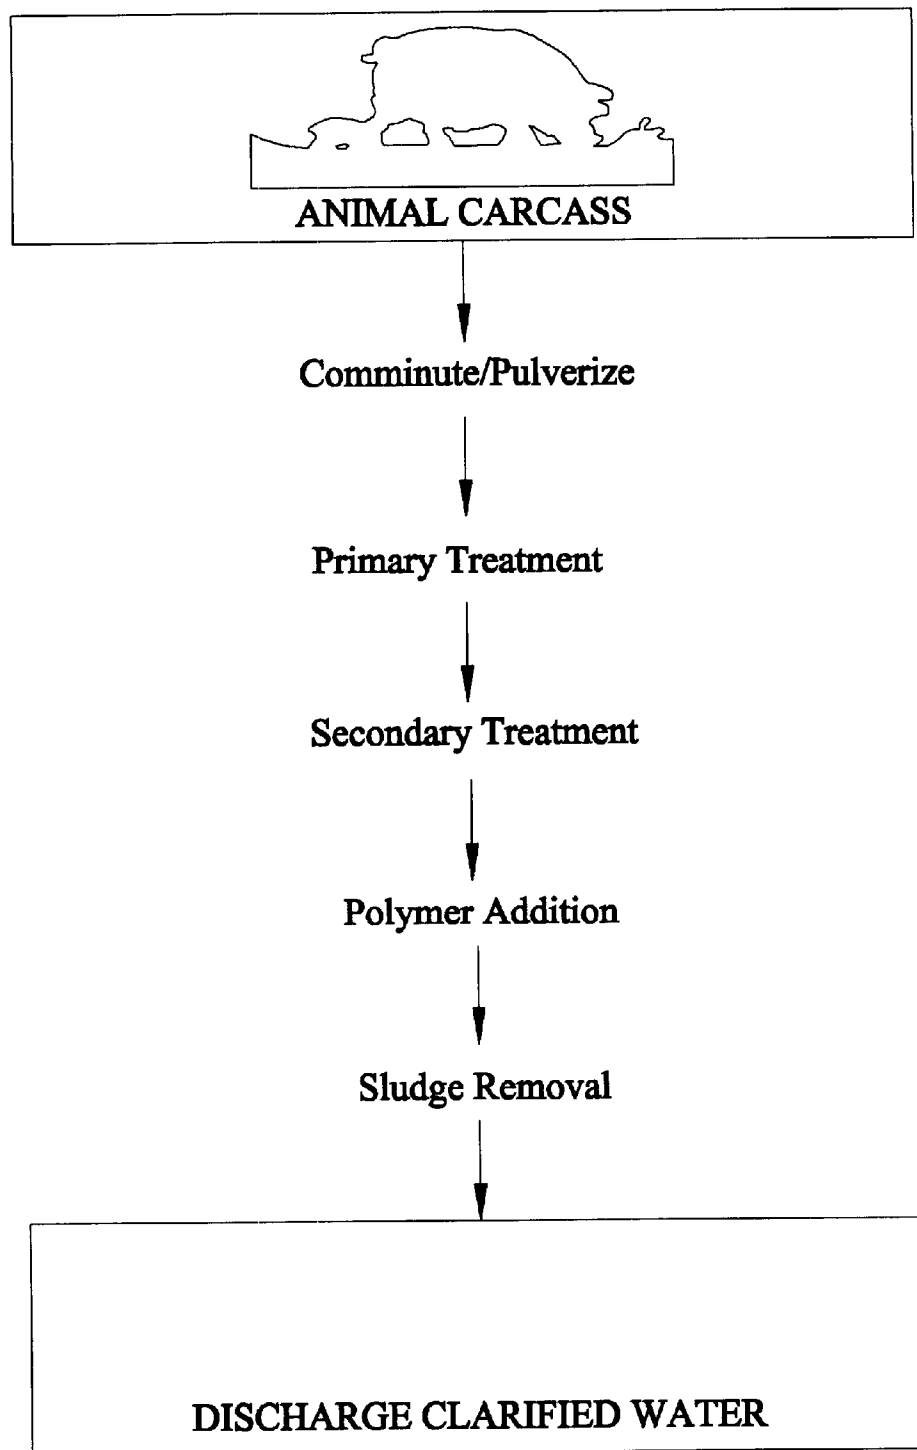 ANIMAL CARCASS
Comminute/Pulverize
Primary Treatment
Secondary Treatment
Polymer Addition
Sludge Removal
DISCHARGE CLARIFIED WATER